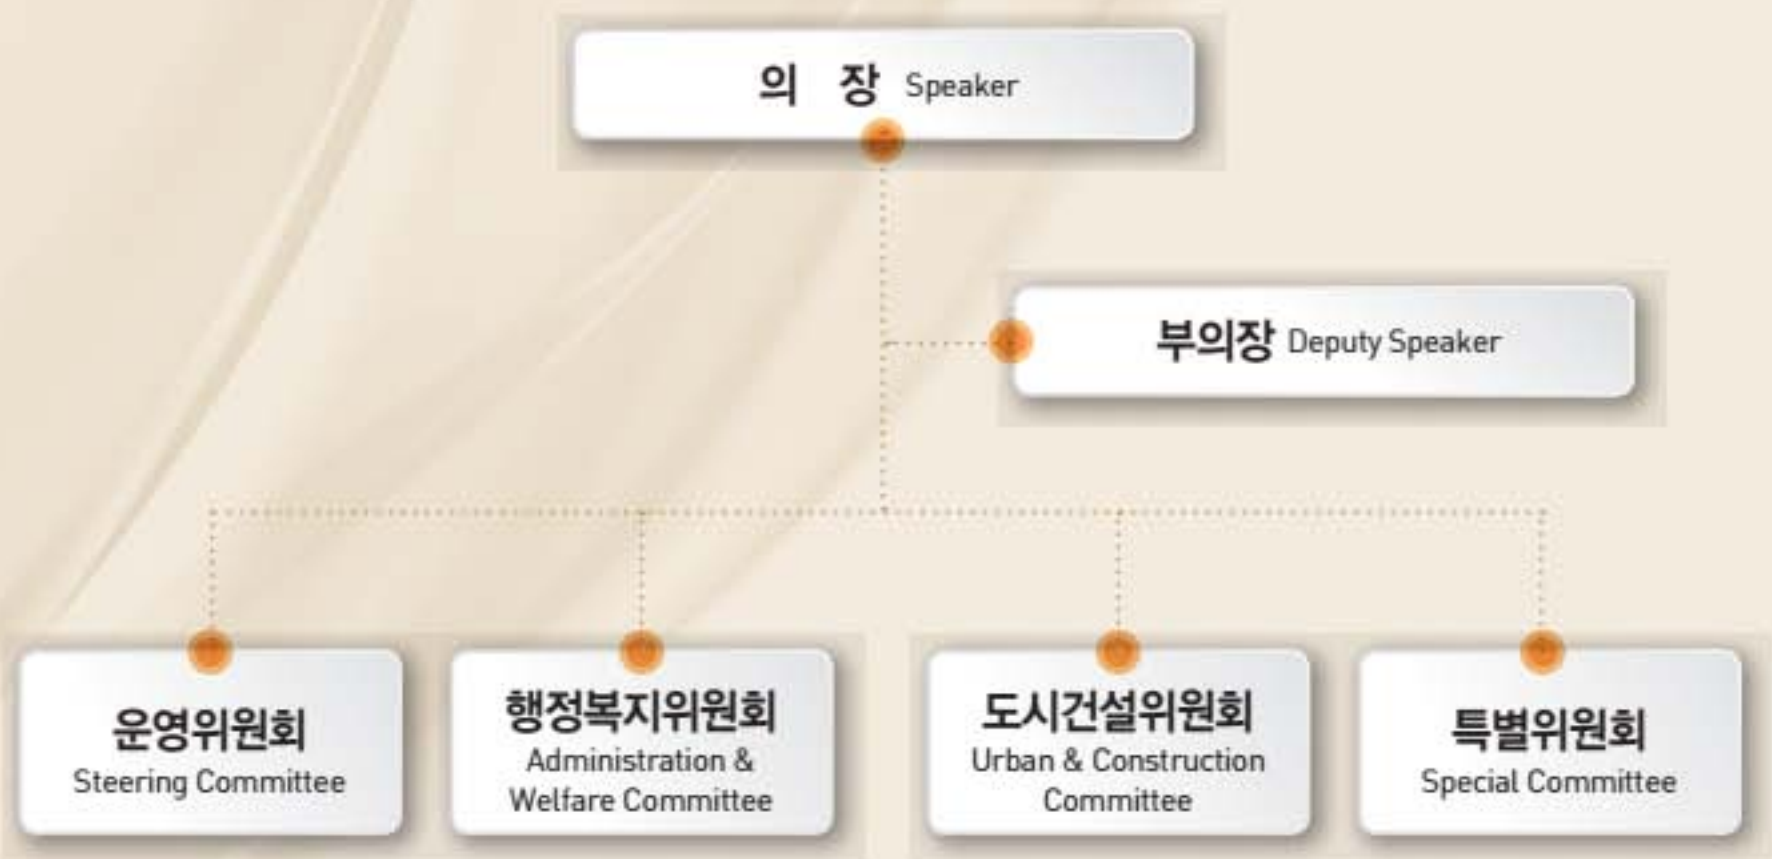 의 장 Speaker
부의장 Deputy Speaker
운영위원회
Steering Committee
행정복지위원회
Administration &
Welfare Committee
도시건설위원회
Urban & Construction
Committee
특별위원회
Special Committee